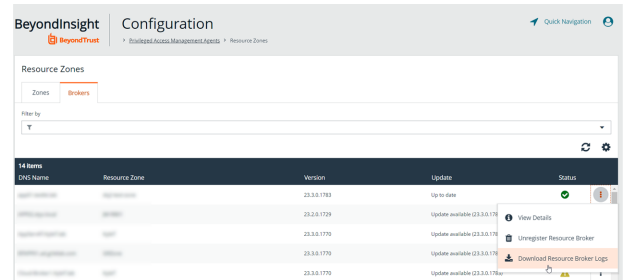 BeyondInsight
BeyondTrust
Configuration
Privileged Access Management Agents > Resource Zones
Quick Navigation
Resource Zones
Zones Brokers
Filter by
14 Items
DNS Name Resource Zone Version Update Status
23.3.0.1783 Up to date
23.2.0.1729 Update available (23.3.0.178
23.3.0.1770 Update available (23.3.0.178
23.3.0.1770 Update available (23.3.0.178
23.3.0.1770 Update available (23.3.0.1783)
View Details
Unregister Resource Broker
Download Resource Broker Logs